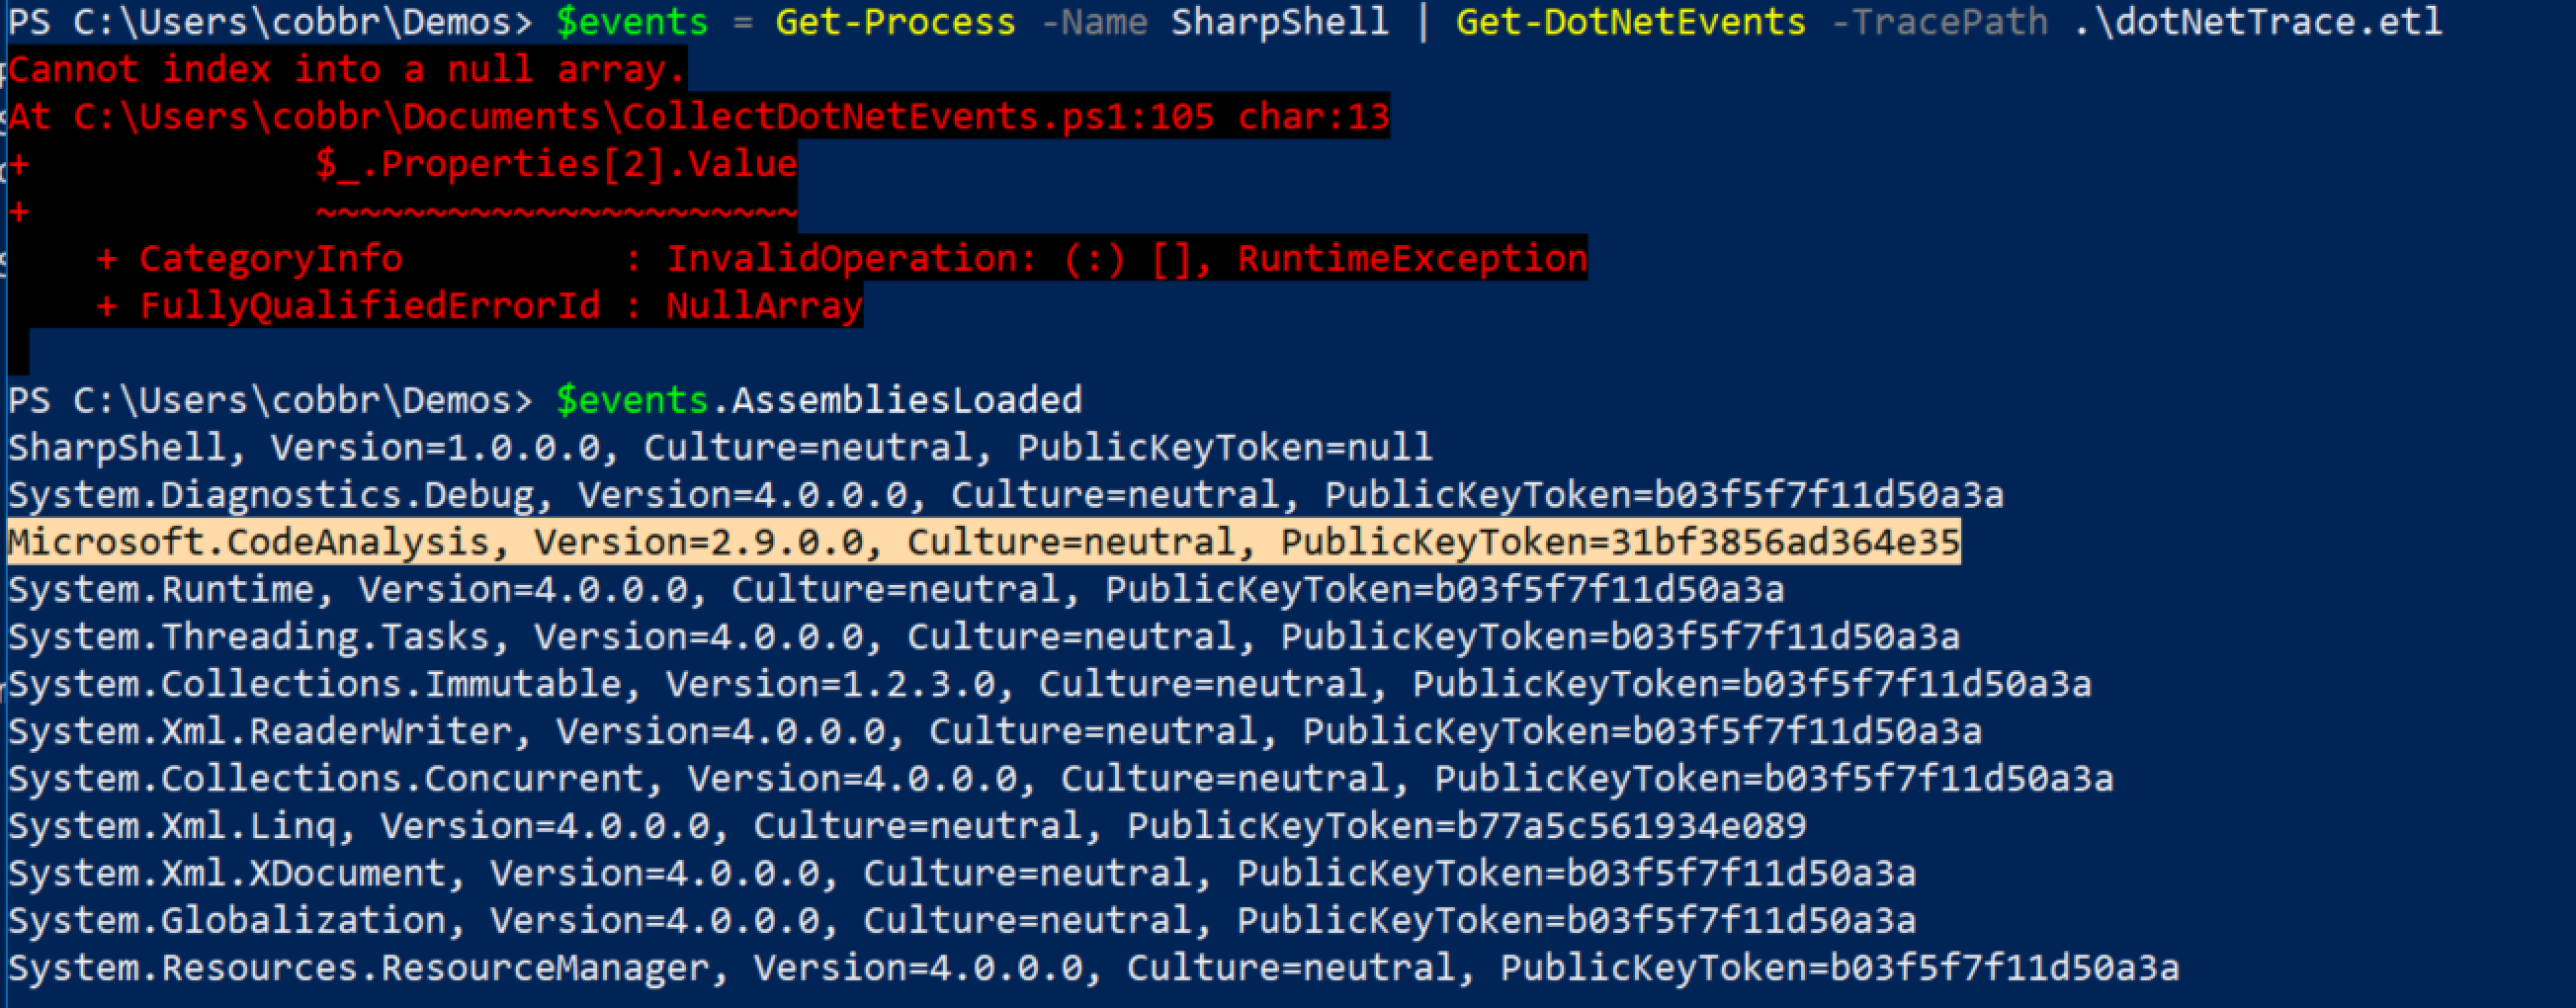 PS C:\Users\cobbr\Demos> $events = Get-Process -Name SharpShell | Get-DotNetEvents -TracePath .\dotNetTrace.etl
Cannot index into a null array.
At C:\Users\cobbr\Documents\CollectDotNetEvents.ps1:105 char:13
+             $_.Properties[2].Value
+             ~~~~~~~~~~~~~~~~~~~~~~
    + CategoryInfo          : InvalidOperation: (:) [], RuntimeException
    + FullyQualifiedErrorId : NullArray
PS C:\Users\cobbr\Demos> $events.AssembliesLoaded
SharpShell, Version=1.0.0.0, Culture=neutral, PublicKeyToken=null
System.Diagnostics.Debug, Version=4.0.0.0, Culture=neutral, PublicKeyToken=b03f5f7f11d50a3a
Microsoft.CodeAnalysis, Version=2.9.0.0, Culture=neutral, PublicKeyToken=31bf3856ad364e35
System.Runtime, Version=4.0.0.0, Culture=neutral, PublicKeyToken=b03f5f7f11d50a3a
System.Threading.Tasks, Version=4.0.0.0, Culture=neutral, PublicKeyToken=b03f5f7f11d50a3a
System.Collections.Immutable, Version=1.2.3.0, Culture=neutral, PublicKeyToken=b03f5f7f11d50a3a
System.Xml.ReaderWriter, Version=4.0.0.0, Culture=neutral, PublicKeyToken=b03f5f7f11d50a3a
System.Collections.Concurrent, Version=4.0.0.0, Culture=neutral, PublicKeyToken=b03f5f7f11d50a3a
System.Xml.Linq, Version=4.0.0.0, Culture=neutral, PublicKeyToken=b77a5c561934e089
System.Xml.XDocument, Version=4.0.0.0, Culture=neutral, PublicKeyToken=b03f5f7f11d50a3a
System.Globalization, Version=4.0.0.0, Culture=neutral, PublicKeyToken=b03f5f7f11d50a3a
System.Resources.ResourceManager, Version=4.0.0.0, Culture=neutral, PublicKeyToken=b03f5f7f11d50a3a